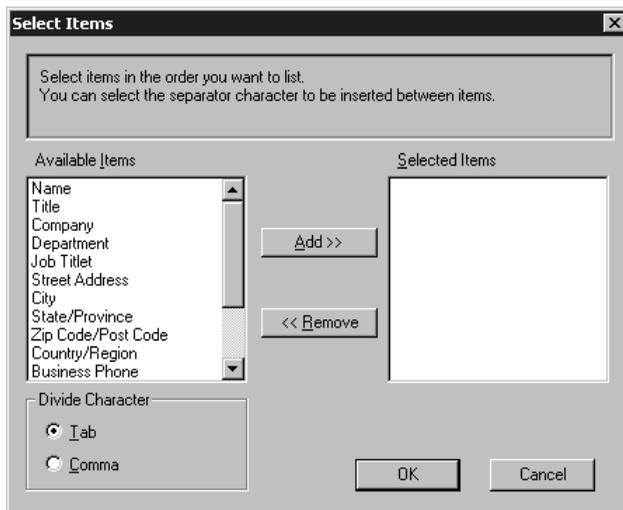 Select Items
Select items in the order you want to list.
You can select the separator character to be inserted between items.
Available Items
Selected Items
Name
Title
Company
Department
Job Titlet
Street Address
City
State/Province
Zip Code/Post Code
Country/Region
Business Phone
Add >>
<< Remove
Divide Character
Tab
Comma
OK
Cancel